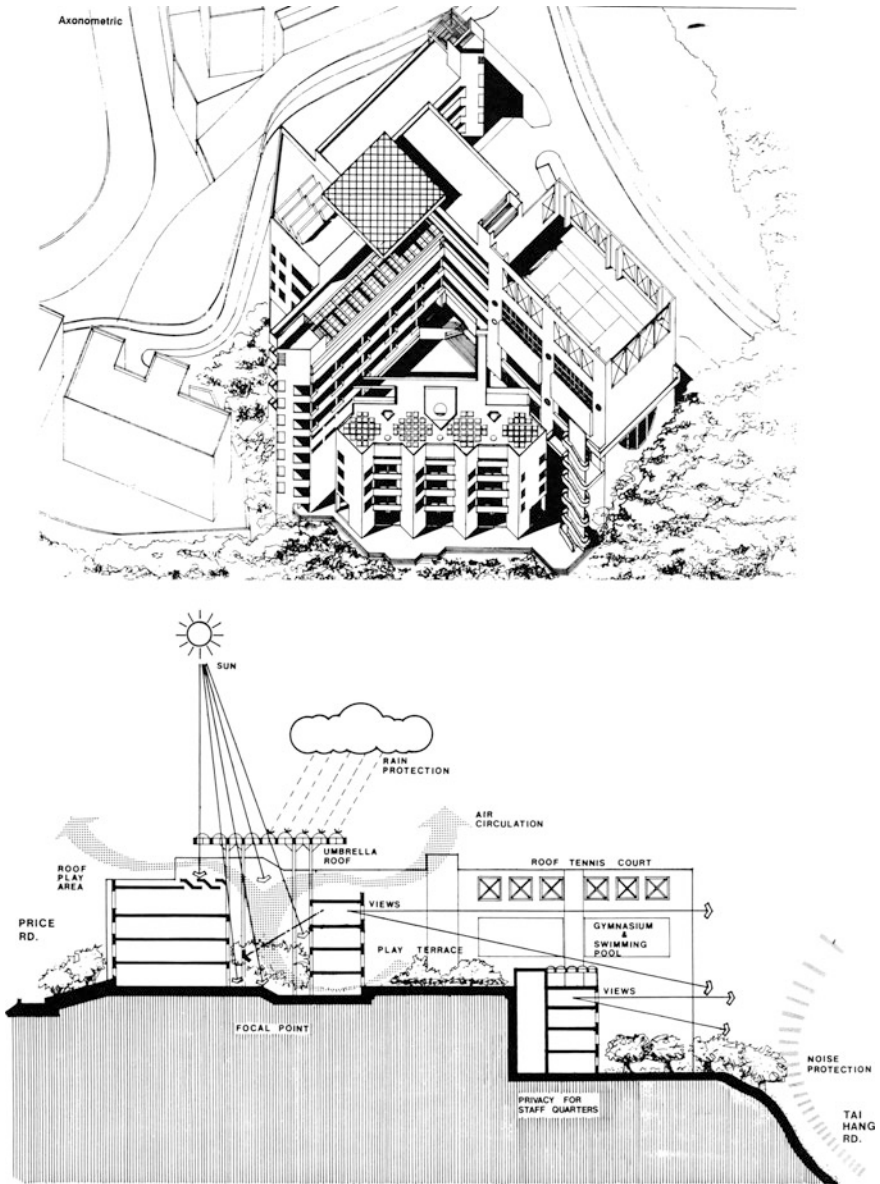 Axonometric
SUN
RAIN
PROTECTION
AIR
CIRCULATION
UMBRELLA
ROOF
ROOF TENNIS COURT
ROOF
PLAY
AREA
VIEWS
PRICE
RD.
GYMNASIUM
&
SWIMMING
POOL
PLAY TERRACE
VIEWS
FOCAL POINT
NOISE
PROTECTION
PRIVACY FOR
STAFF QUARTERS
TAI
HANG
RD.